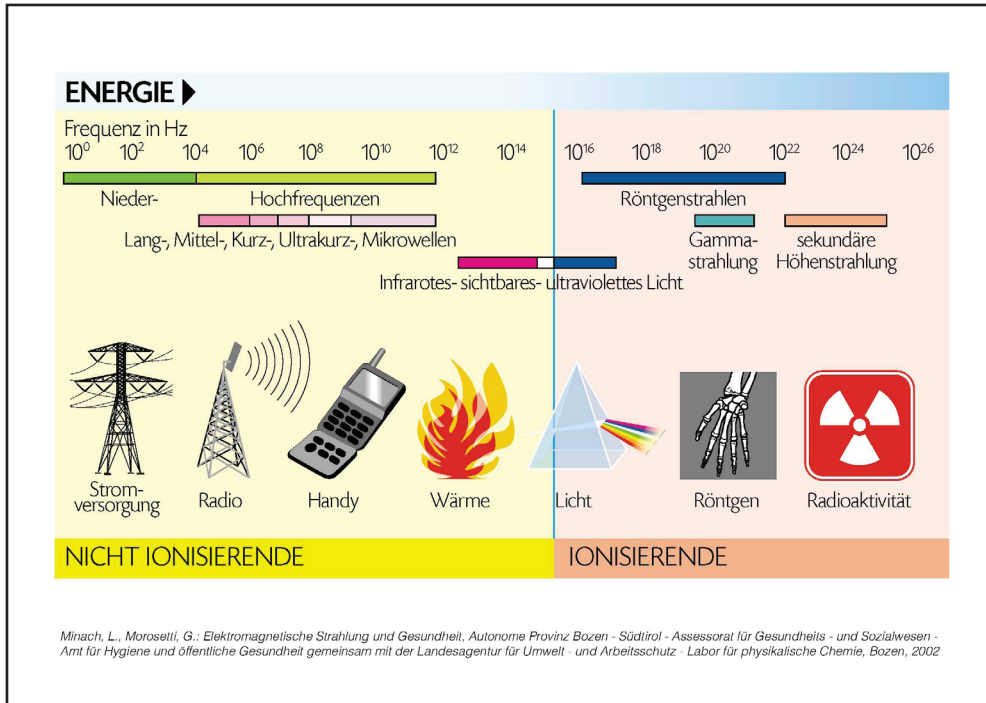 ENERGIE
Frequenz in Hz
10⁰ 10² 10⁴ 10⁶ 10⁸ 10¹⁰ 10¹² 10¹⁴ 10¹⁶ 10¹⁸ 10²⁰ 10²² 10²⁴ 10²⁶
Nieder- Hochfrequenzen Röntgenstrahlen
Lang-, Mittel-, Kurz-, Ultrakurz-, Mikrowellen
Gamma-
strahlung
sekundäre
Höhenstrahlung
Infrarotes- sichtbares- ultraviolettes Licht
Strom-
versorgung
Radio
Handy
Wärme
Licht
Röntgen
Radioaktivität
NICHT IONISIERENDE
IONISIERENDE
Minach, L., Morosetti, G.: Elektromagnetische Strahlung und Gesundheit, Autonome Provinz Bozen - Südtirol - Assessorat für Gesundheits - und Sozialwesen -
Amt für Hygiene und öffentliche Gesundheit gemeinsam mit der Landesagentur für Umwelt - und Arbeitsschutz - Labor für physikalische Chemie, Bozen, 2002